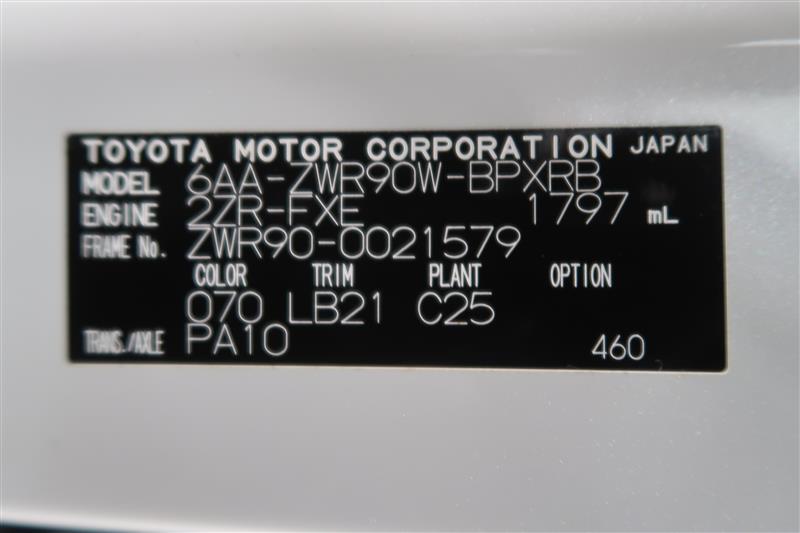 TOYOTA MOTOR CORPORATION JAPAN
MODEL 6AA-ZWR90W-BPXRB
ENGINE 2ZR-FXE 1797 mL
FRAME No. ZWR90-0021579
COLOR TRIM PLANT OPTION
070 LB21 C25
TRANS./AXLE PA10 460